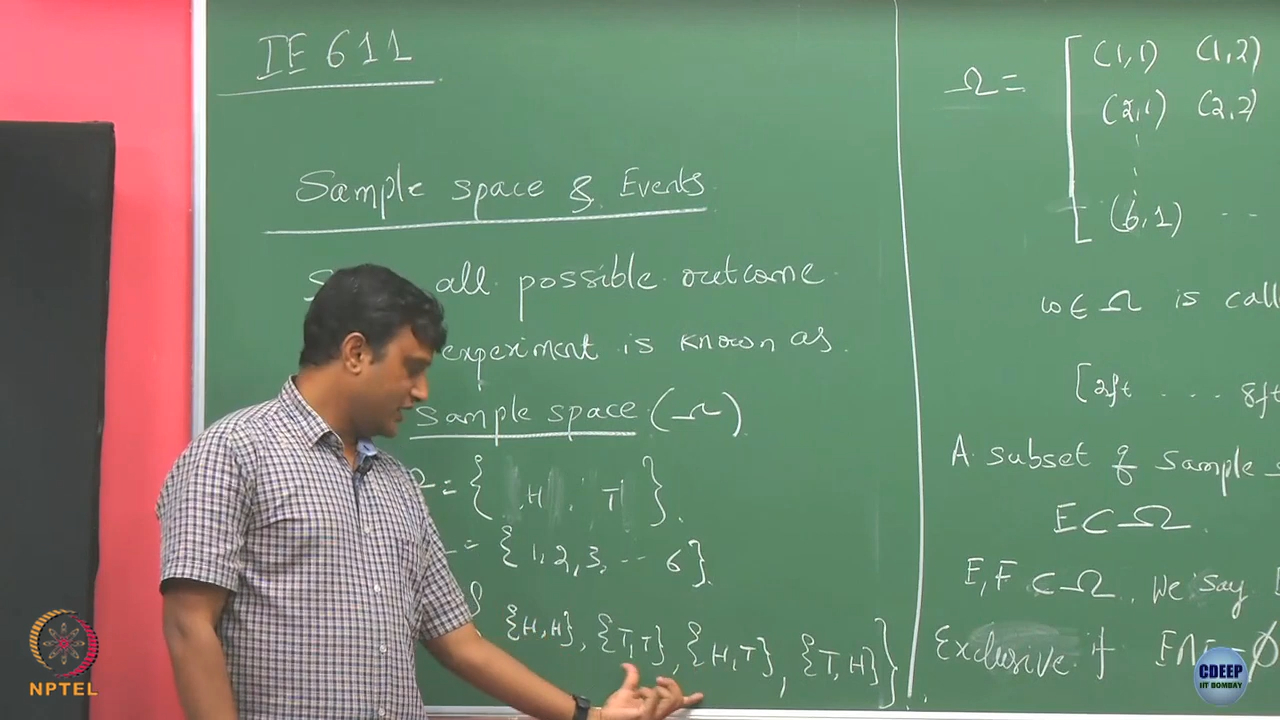 IE 611
Sample space & Events
all possible outcome
experiment is known as
sample space (Ω)
= { H, T }.
= { 1, 2, 3, ... 6 }.
{H, H}, {T, T}, {H, T}, {T, H} }.
Ω =
(1,1) (1,2)
(2,1) (2,2)
(6,1) ...
ω ∈ Ω is
[2ft .... 8ft
A subset of sample
E ⊂ Ω.
E, F ⊂ Ω, We say
Exclusive if
NPTEL
CDEEP
IIT BOMBAY